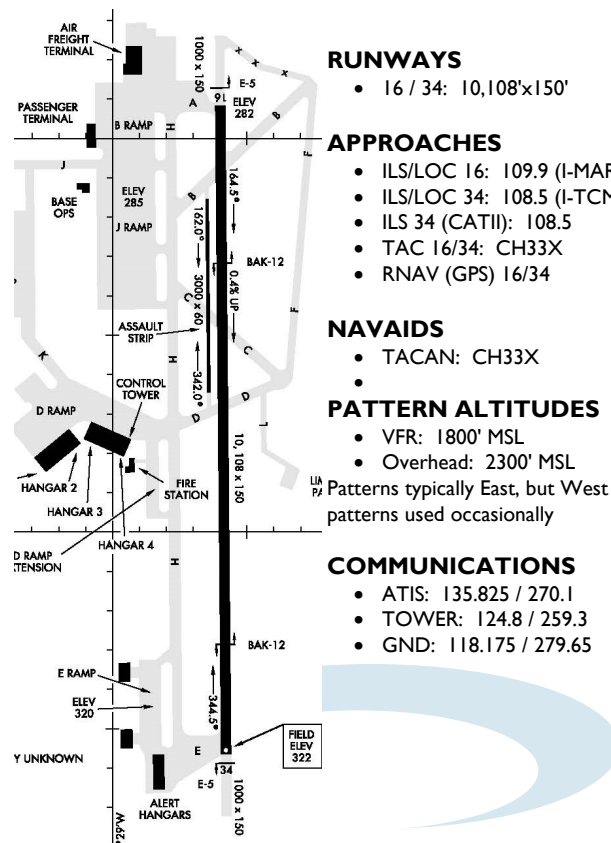 AIR
FREIGHT
TERMINAL
1000 x 150
E-5
X
X
X
16
ELEV
282
A
PASSENGER
TERMINAL
B RAMP
H
B
F
J
BASE
OPS
ELEV
285
B
164.5°
162.0°
J RAMP
BAK-12
0.4% UP
3000 x 60
C
F
ASSAULT
STRIP
H
C
K
342.0°
CONTROL
TOWER
D
D
D RAMP
L
10,108 x 150
HANGAR 2
FIRE
STATION
HANGAR 3
HANGAR 4
D RAMP
H
BAK-12
E RAMP
344.5°
ELEV
320
FIELD
ELEV
322
E
Y UNKNOWN
34
E-5
ALERT
HANGARS
1000 x 150
RUNWAYS
• 16 / 34: 10,108'x150'
APPROACHES
• ILS/LOC 16: 109.9 (I-MAR
• ILS/LOC 34: 108.5 (I-TCM
• ILS 34 (CATII): 108.5
• TAC 16/34: CH33X
• RNAV (GPS) 16/34
NAVAIDS
• TACAN: CH33X
•
PATTERN ALTITUDES
• VFR: 1800' MSL
• Overhead: 2300' MSL
Patterns typically East, but West
patterns used occasionally
COMMUNICATIONS
• ATIS: 135.825 / 270.1
• TOWER: 124.8 / 259.3
• GND: 118.175 / 279.65